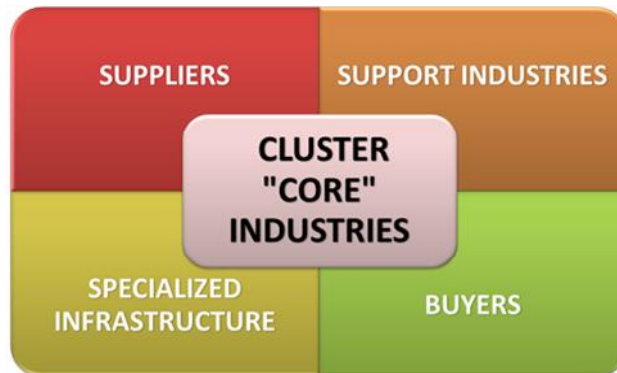 SUPPLIERS
SUPPORT INDUSTRIES
CLUSTER
"CORE"
INDUSTRIES
SPECIALIZED
INFRASTRUCTURE
BUYERS